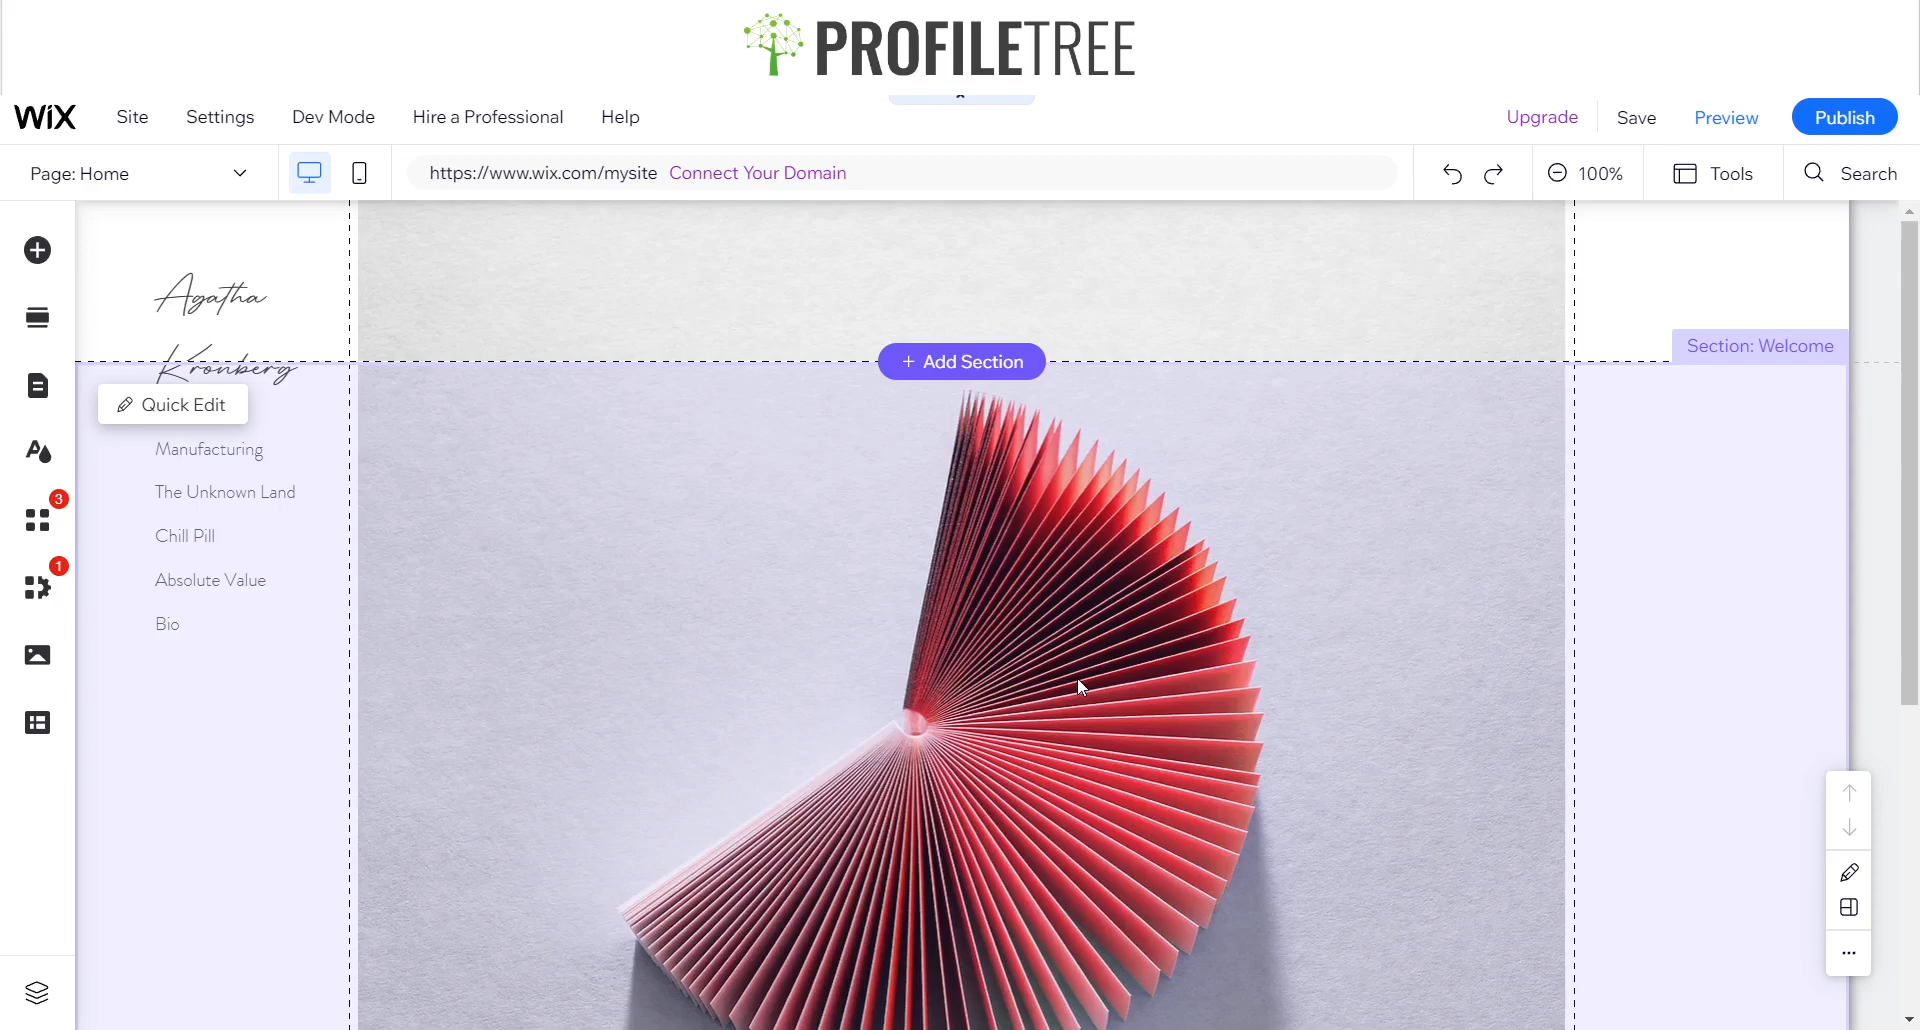 PROFILETREE
WiX Site Settings Dev Mode Hire a Professional Help Upgrade Save Preview Publish
Page: Home https://www.wix.com/mysite Connect Your Domain 100% Tools Search
Agatha
Section: Welcome
+ Add Section
Kronberg
Quick Edit
Manufacturing
The Unknown Land
3
Chill Pill
1
Absolute Value
Bio